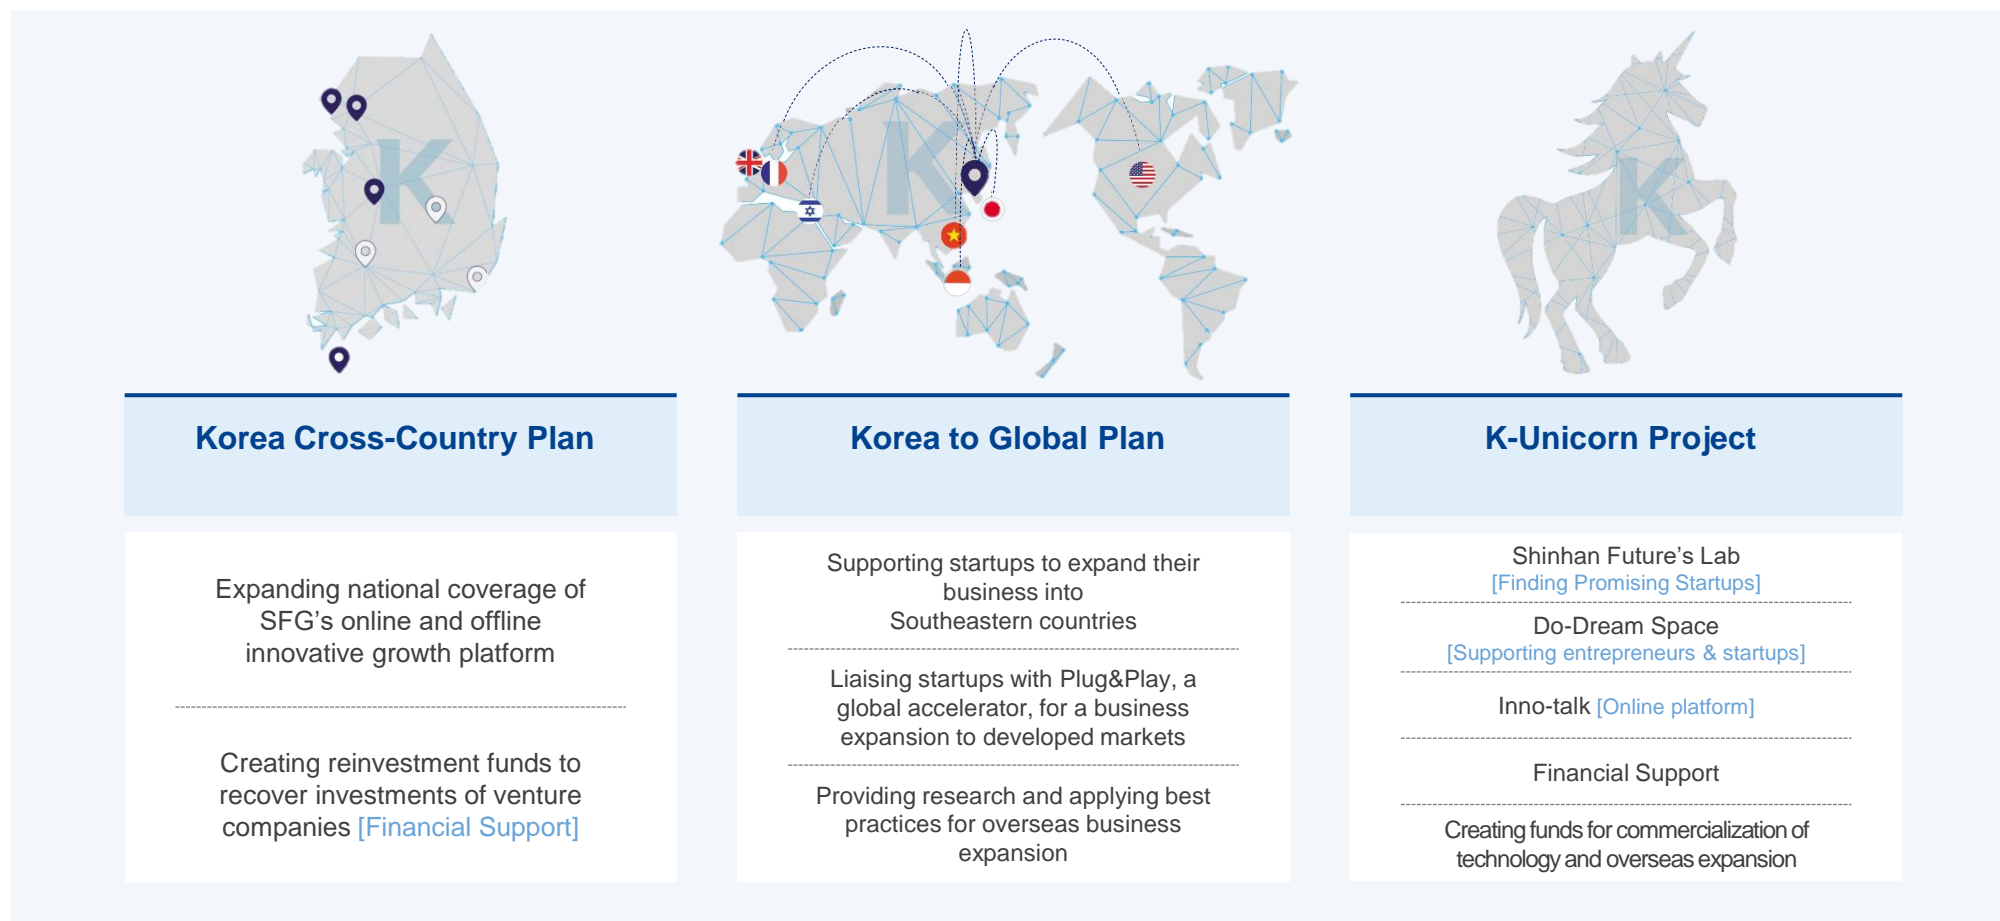 K
K
K
Korea Cross-Country Plan
Expanding national coverage of
SFG's online and offline
innovative growth platform
Creating reinvestment funds to
recover investments of venture
companies [Financial Support]
Korea to Global Plan
Supporting startups to expand their
business into
Southeastern countries
Liaising startups with Plug&Play, a
global accelerator, for a business
expansion to developed markets
Providing research and applying best
practices for overseas business
expansion
K-Unicorn Project
Shinhan Future's Lab
[Finding Promising Startups]
Do-Dream Space
[Supporting entrepreneurs & startups]
Inno-talk [Online platform]
Financial Support
Creating funds for commercialization of
technology and overseas expansion